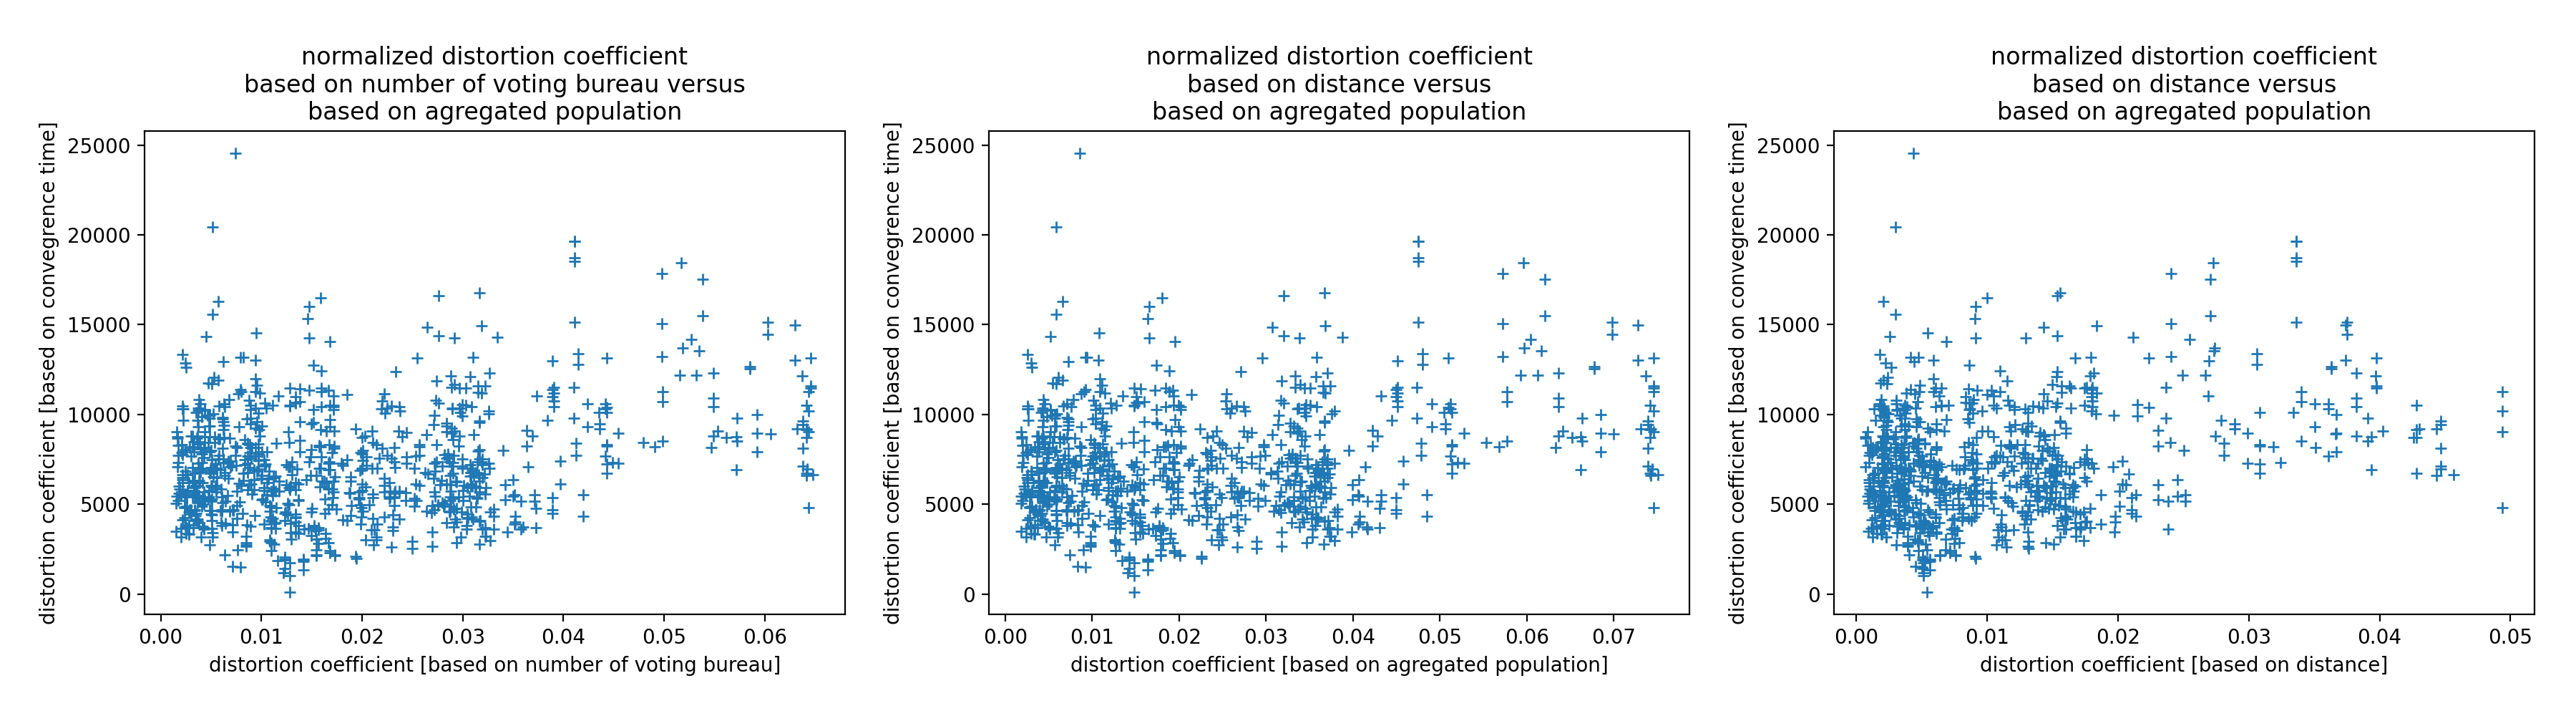 normalized distortion coefficient
based on number of voting bureau versus
based on agregated population
distortion coefficient [based on convegrence time]
25000
20000
15000
10000
5000
0
0.00 0.01 0.02 0.03 0.04 0.05 0.06
distortion coefficient [based on number of voting bureau]
normalized distortion coefficient
based on distance versus
based on agregated population
distortion coefficient [based on convegrence time]
25000
20000
15000
10000
5000
0
0.00 0.01 0.02 0.03 0.04 0.05 0.06 0.07
distortion coefficient [based on agregated population]
normalized distortion coefficient
based on distance versus
based on agregated population
distortion coefficient [based on convegrence time]
25000
20000
15000
10000
5000
0
0.00 0.01 0.02 0.03 0.04 0.05
distortion coefficient [based on distance]